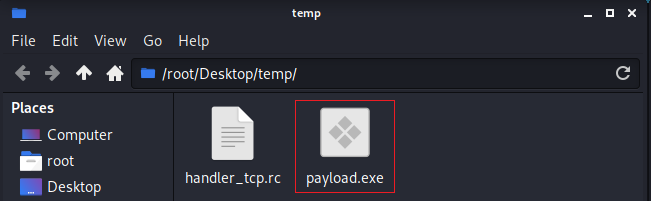 temp
File Edit View Go Help
/root/Desktop/temp/
Places
Computer
root
Desktop
handler_tcp.rc
payload.exe